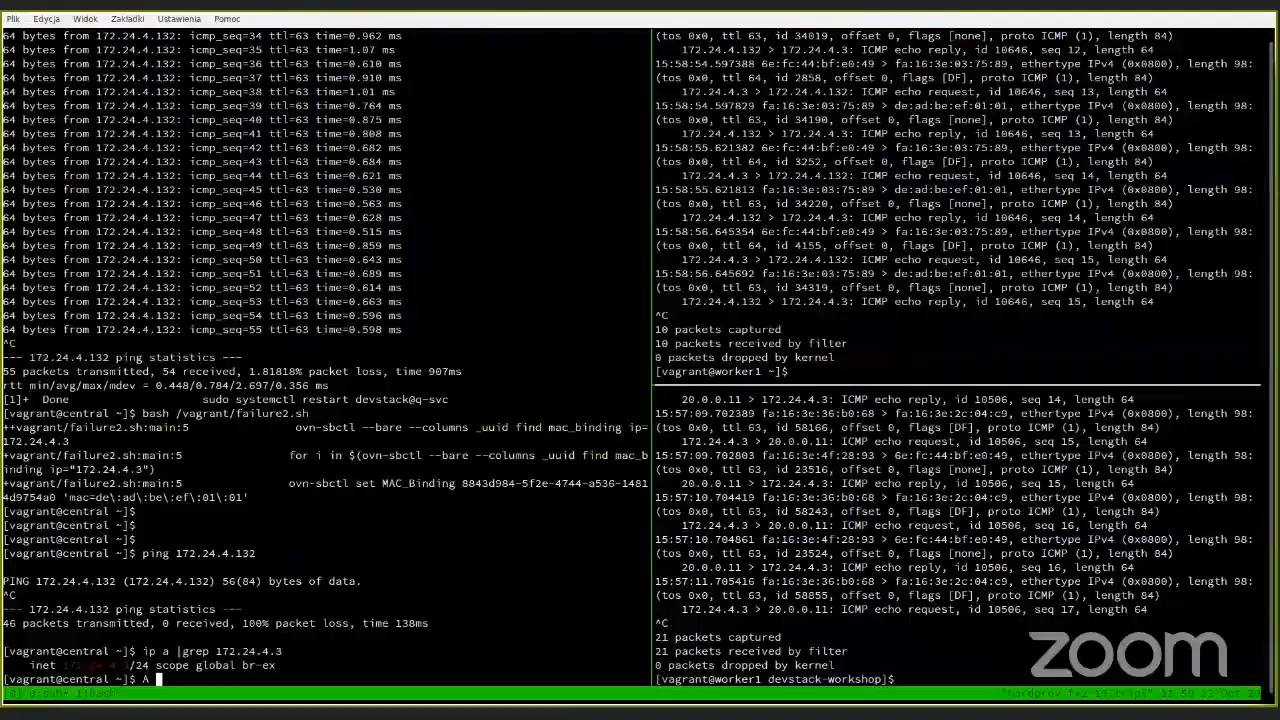 Plik Edycja Widok Zakładki Ustawienia Pomoc
64 bytes from 172.24.4.132: icmp_seq=34 ttl=63 time=0.962 ms
64 bytes from 172.24.4.132: icmp_seq=35 ttl=63 time=1.07 ms
64 bytes from 172.24.4.132: icmp_seq=36 ttl=63 time=0.610 ms
64 bytes from 172.24.4.132: icmp_seq=37 ttl=63 time=0.910 ms
64 bytes from 172.24.4.132: icmp_seq=38 ttl=63 time=1.01 ms
64 bytes from 172.24.4.132: icmp_seq=39 ttl=63 time=0.764 ms
64 bytes from 172.24.4.132: icmp_seq=40 ttl=63 time=0.875 ms
64 bytes from 172.24.4.132: icmp_seq=41 ttl=63 time=0.808 ms
64 bytes from 172.24.4.132: icmp_seq=42 ttl=63 time=0.682 ms
64 bytes from 172.24.4.132: icmp_seq=43 ttl=63 time=0.684 ms
64 bytes from 172.24.4.132: icmp_seq=44 ttl=63 time=0.621 ms
64 bytes from 172.24.4.132: icmp_seq=45 ttl=63 time=0.530 ms
64 bytes from 172.24.4.132: icmp_seq=46 ttl=63 time=0.563 ms
64 bytes from 172.24.4.132: icmp_seq=47 ttl=63 time=0.628 ms
64 bytes from 172.24.4.132: icmp_seq=48 ttl=63 time=0.515 ms
64 bytes from 172.24.4.132: icmp_seq=49 ttl=63 time=0.859 ms
64 bytes from 172.24.4.132: icmp_seq=50 ttl=63 time=0.643 ms
64 bytes from 172.24.4.132: icmp_seq=51 ttl=63 time=0.689 ms
64 bytes from 172.24.4.132: icmp_seq=52 ttl=63 time=0.614 ms
64 bytes from 172.24.4.132: icmp_seq=53 ttl=63 time=0.663 ms
64 bytes from 172.24.4.132: icmp_seq=54 ttl=63 time=0.596 ms
64 bytes from 172.24.4.132: icmp_seq=55 ttl=63 time=0.598 ms
^C
--- 172.24.4.132 ping statistics ---
55 packets transmitted, 54 received, 1.81818% packet loss, time 907ms
rtt min/avg/max/mdev = 0.448/0.784/2.697/0.356 ms
[1]+  Done                    sudo systemctl restart devstack@q-svc
[vagrant@central ~]$ bash /vagrant/failure2.sh
++vagrant/failure2.sh:main:5                ovn-sbctl --bare --columns _uuid find mac_binding ip=
172.24.4.3
+vagrant/failure2.sh:main:5                for i in $(ovn-sbctl --bare --columns _uuid find mac_b
inding ip="172.24.4.3")
+vagrant/failure2.sh:main:5                ovn-sbctl set MAC_Binding 8843d984-5f2e-4744-a536-1481
4d9754a0 'mac=de\:ad\:be\:ef\:01\:01'
[vagrant@central ~]$
[vagrant@central ~]$
[vagrant@central ~]$
[vagrant@central ~]$ ping 172.24.4.132
PING 172.24.4.132 (172.24.4.132) 56(84) bytes of data.
^C
--- 172.24.4.132 ping statistics ---
46 packets transmitted, 0 received, 100% packet loss, time 138ms
[vagrant@central ~]$ ip a |grep 172.24.4.3
inet 172.24.4.3/24 scope global br-ex
[vagrant@central ~]$ A
(tos 0x0, ttl 63, id 34019, offset 0, flags [none], proto ICMP (1), length 84)
172.24.4.132 > 172.24.4.3: ICMP echo reply, id 10646, seq 12, length 64
15:58:54.597388 6e:fc:44:bf:e0:49 > fa:16:3e:03:75:89, ethertype IPv4 (0x0800), length 98:
(tos 0x0, ttl 64, id 2858, offset 0, flags [DF], proto ICMP (1), length 84)
172.24.4.3 > 172.24.4.132: ICMP echo request, id 10646, seq 13, length 64
15:58:54.597829 fa:16:3e:03:75:89 > de:ad:be:ef:01:01, ethertype IPv4 (0x0800), length 98:
(tos 0x0, ttl 63, id 34190, offset 0, flags [none], proto ICMP (1), length 84)
172.24.4.132 > 172.24.4.3: ICMP echo reply, id 10646, seq 13, length 64
15:58:55.621382 6e:fc:44:bf:e0:49 > fa:16:3e:03:75:89, ethertype IPv4 (0x0800), length 98:
(tos 0x0, ttl 64, id 3252, offset 0, flags [DF], proto ICMP (1), length 84)
172.24.4.3 > 172.24.4.132: ICMP echo request, id 10646, seq 14, length 64
15:58:55.621813 fa:16:3e:03:75:89 > de:ad:be:ef:01:01, ethertype IPv4 (0x0800), length 98:
(tos 0x0, ttl 63, id 34220, offset 0, flags [none], proto ICMP (1), length 84)
172.24.4.132 > 172.24.4.3: ICMP echo reply, id 10646, seq 14, length 64
15:58:56.645354 6e:fc:44:bf:e0:49 > fa:16:3e:03:75:89, ethertype IPv4 (0x0800), length 98:
(tos 0x0, ttl 64, id 4155, offset 0, flags [DF], proto ICMP (1), length 84)
172.24.4.3 > 172.24.4.132: ICMP echo request, id 10646, seq 15, length 64
15:58:56.645692 fa:16:3e:03:75:89 > de:ad:be:ef:01:01, ethertype IPv4 (0x0800), length 98:
(tos 0x0, ttl 63, id 34319, offset 0, flags [none], proto ICMP (1), length 84)
172.24.4.132 > 172.24.4.3: ICMP echo reply, id 10646, seq 15, length 64
^C
10 packets captured
10 packets received by filter
0 packets dropped by kernel
[vagrant@worker1 ~]$
20.0.0.11 > 172.24.4.3: ICMP echo reply, id 10506, seq 14, length 64
15:57:09.702389 fa:16:3e:36:b0:68 > fa:16:3e:2c:04:c9, ethertype IPv4 (0x0800), length 98:
(tos 0x0, ttl 63, id 58166, offset 0, flags [DF], proto ICMP (1), length 84)
172.24.4.3 > 20.0.0.11: ICMP echo request, id 10506, seq 15, length 64
15:57:09.702803 fa:16:3e:4f:28:93 > 6e:fc:44:bf:e0:49, ethertype IPv4 (0x0800), length 98:
(tos 0x0, ttl 63, id 23516, offset 0, flags [none], proto ICMP (1), length 84)
20.0.0.11 > 172.24.4.3: ICMP echo reply, id 10506, seq 15, length 64
15:57:10.704419 fa:16:3e:36:b0:68 > fa:16:3e:2c:04:c9, ethertype IPv4 (0x0800), length 98:
(tos 0x0, ttl 63, id 58243, offset 0, flags [DF], proto ICMP (1), length 84)
172.24.4.3 > 20.0.0.11: ICMP echo request, id 10506, seq 16, length 64
15:57:10.704861 fa:16:3e:4f:28:93 > 6e:fc:44:bf:e0:49, ethertype IPv4 (0x0800), length 98:
(tos 0x0, ttl 63, id 23524, offset 0, flags [none], proto ICMP (1), length 84)
20.0.0.11 > 172.24.4.3: ICMP echo reply, id 10506, seq 16, length 64
15:57:11.705416 fa:16:3e:36:b0:68 > fa:16:3e:2c:04:c9, ethertype IPv4 (0x0800), length 98:
(tos 0x0, ttl 63, id 58855, offset 0, flags [DF], proto ICMP (1), length 84)
172.24.4.3 > 20.0.0.11: ICMP echo request, id 10506, seq 17, length 64
^C
21 packets captured
21 packets received by filter
0 packets dropped by kernel
[vagrant@worker1 devstack-workshop]$
zoom